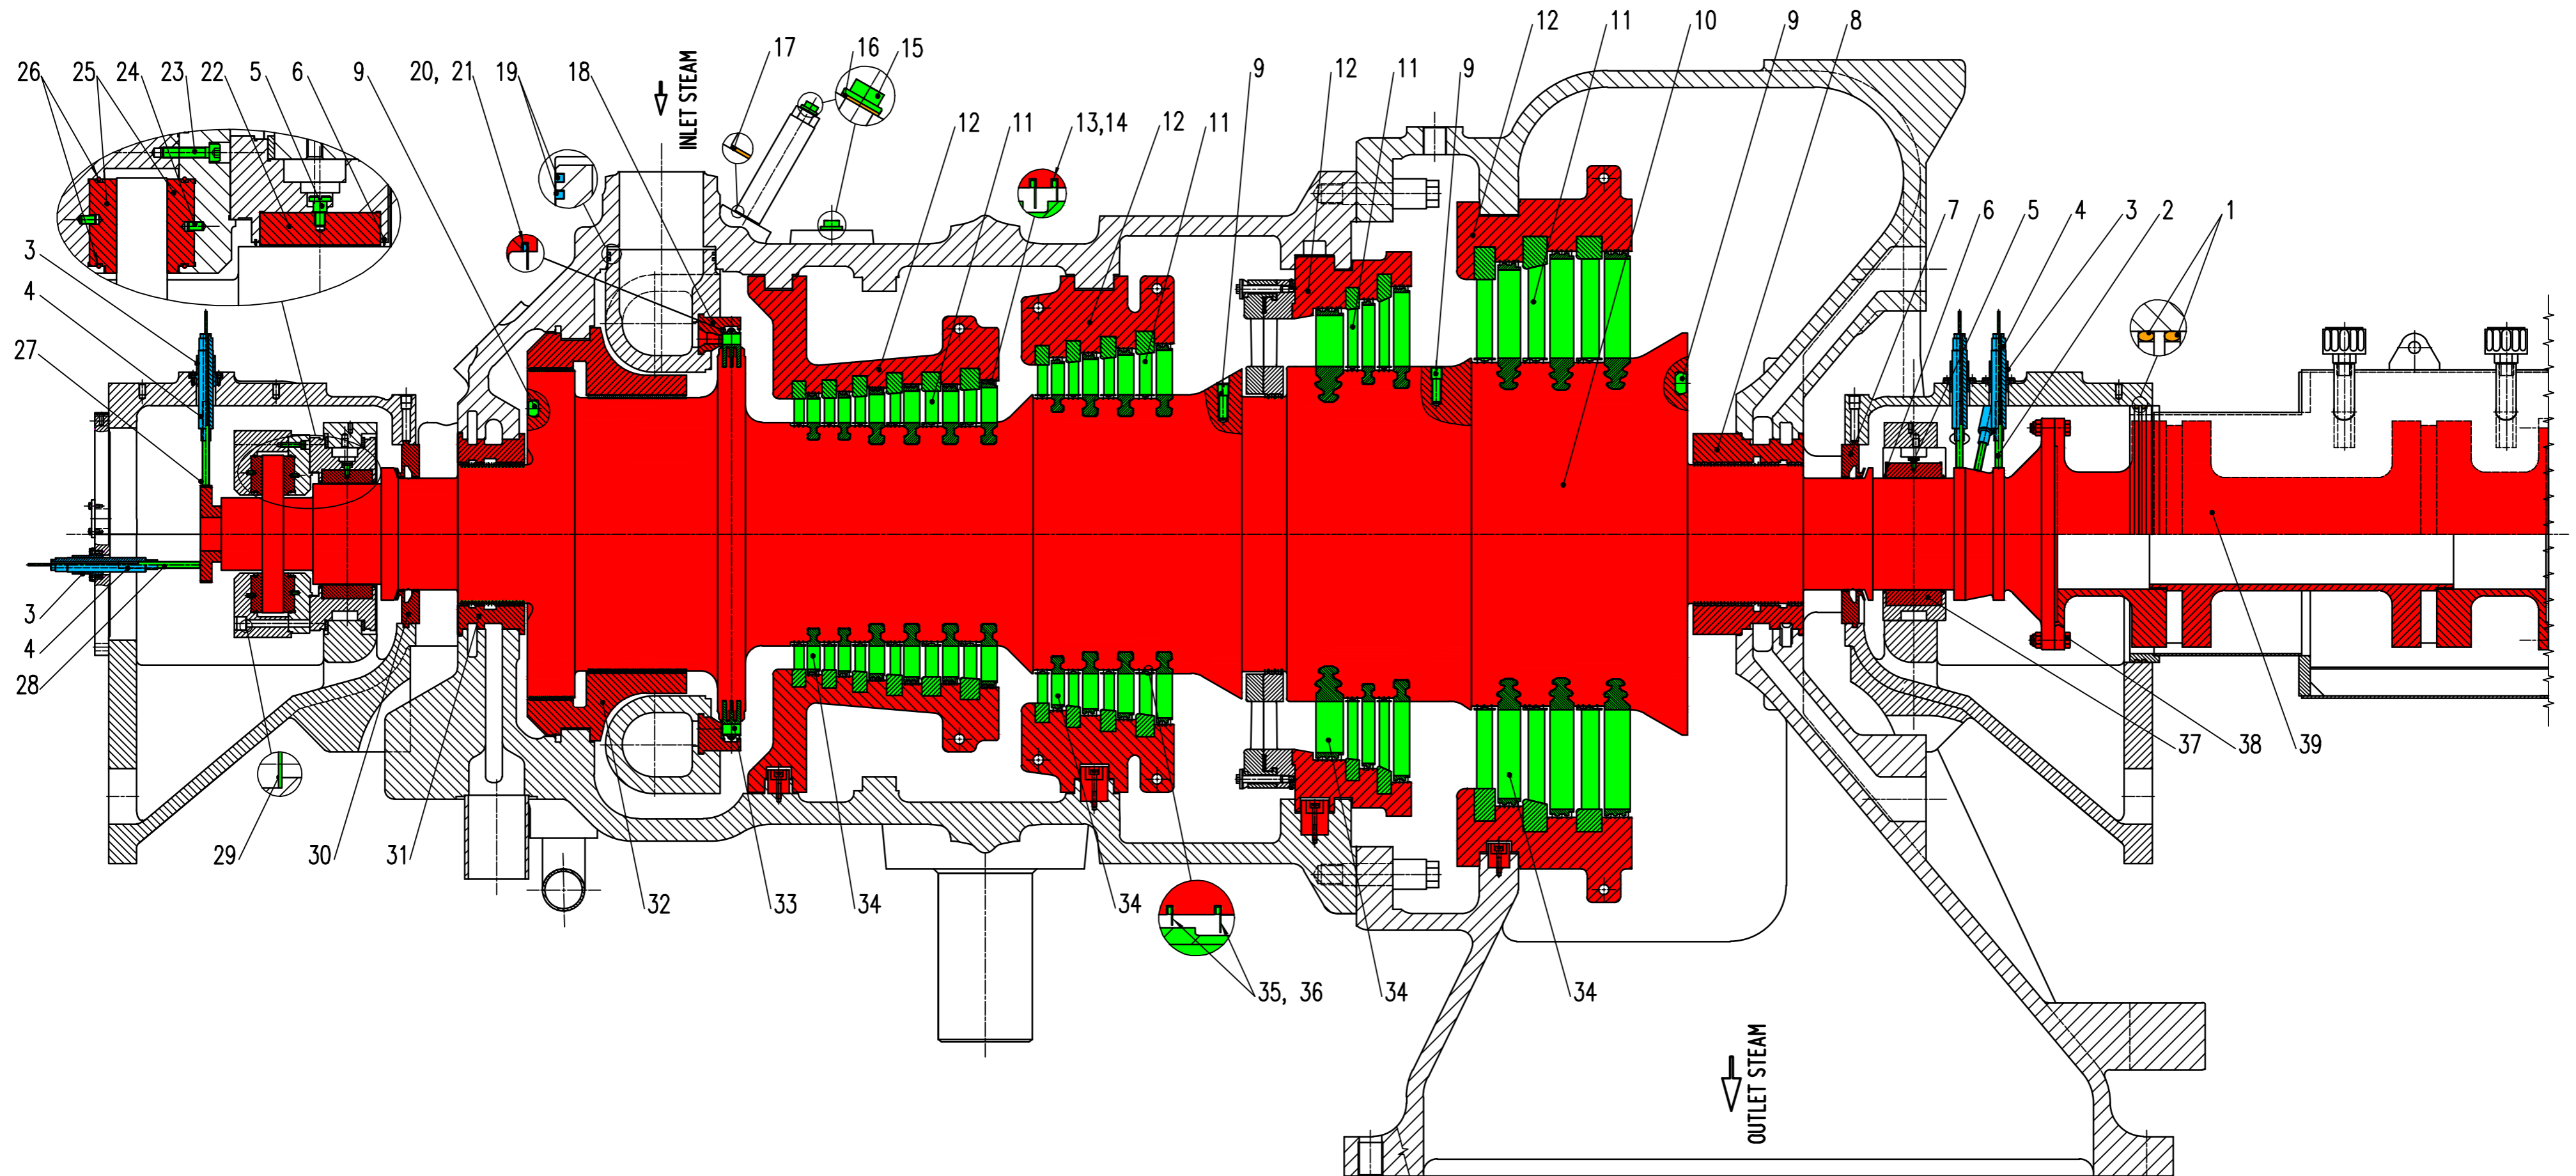 26 25 24 23 22 5 6 9 20, 21 19 18 17 16 15
INLET STEAM
12 11 13,14 12 11 9 12 11 9 12 11 10 9 8
7 6 5 4 3 2 1
3
4
27
3
4
28
29 30 31 32 33 34 34 35, 36 34 34
37 38 39
OUTLET STEAM